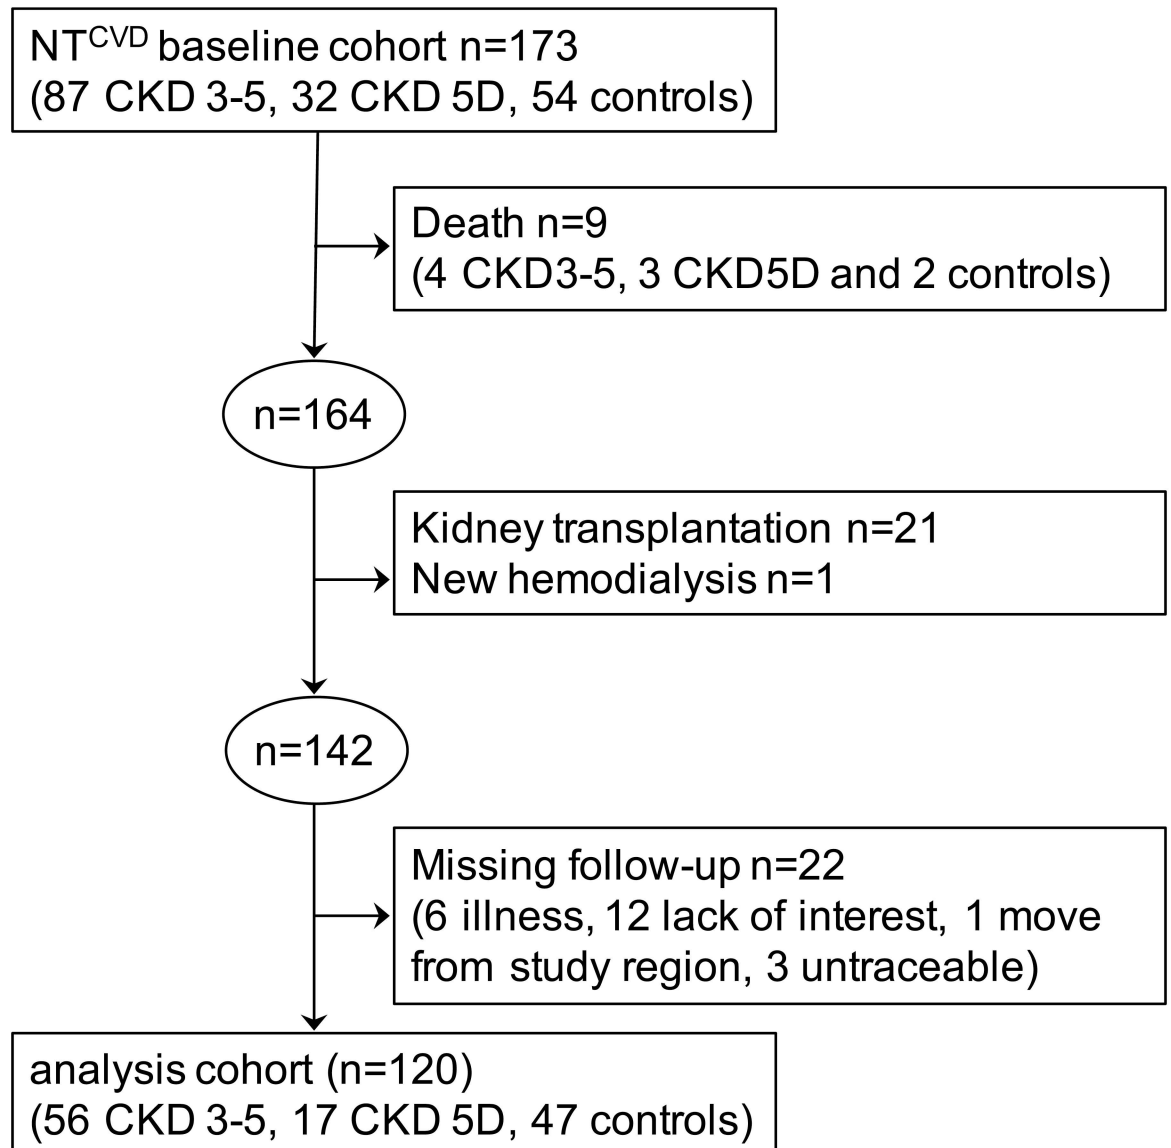 NTCVD baseline cohort n=173
(87 CKD 3-5, 32 CKD 5D, 54 controls)
Death n=9
(4 CKD3-5, 3 CKD5D and 2 controls)
n=164
Kidney transplantation n=21
New hemodialysis n=1
n=142
Missing follow-up n=22
(6 illness, 12 lack of interest, 1 move
from study region, 3 untraceable)
analysis cohort (n=120)
(56 CKD 3-5, 17 CKD 5D, 47 controls)